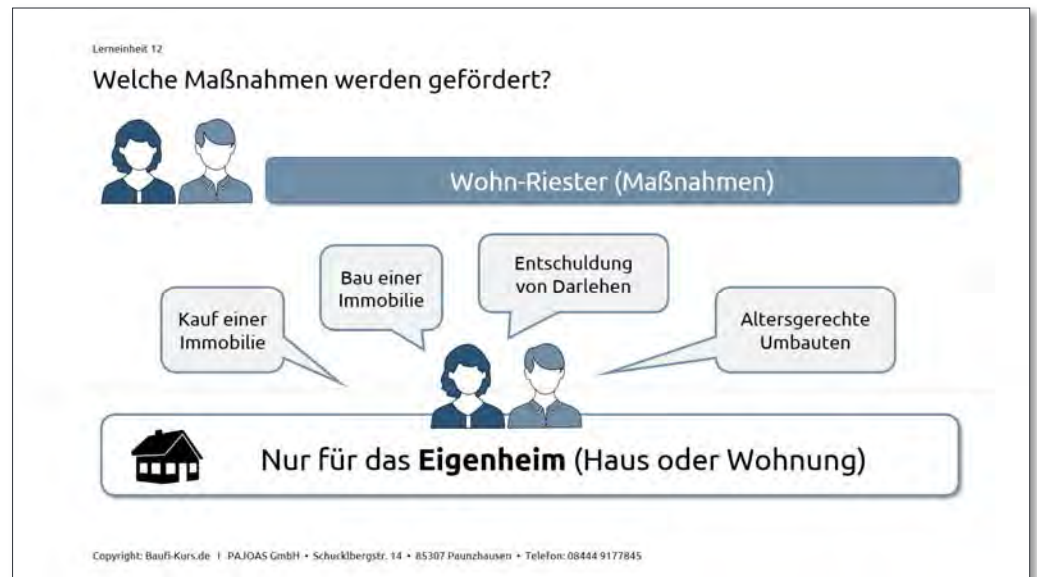 Lerneinheit 12
Welche Maßnahmen werden gefördert?
Wohn-Riester (Maßnahmen)
Kauf einer
Immobilie
Bau einer
Immobilie
Entschuldung
von Darlehen
Altersgerechte
Umbauten
Nur für das Eigenheim (Haus oder Wohnung)
Copyright: Baufi-Kurs.de I PAJOAS GmbH • Schucklbergstr. 14 • 85307 Paunzhausen • Telefon: 08444 9177845